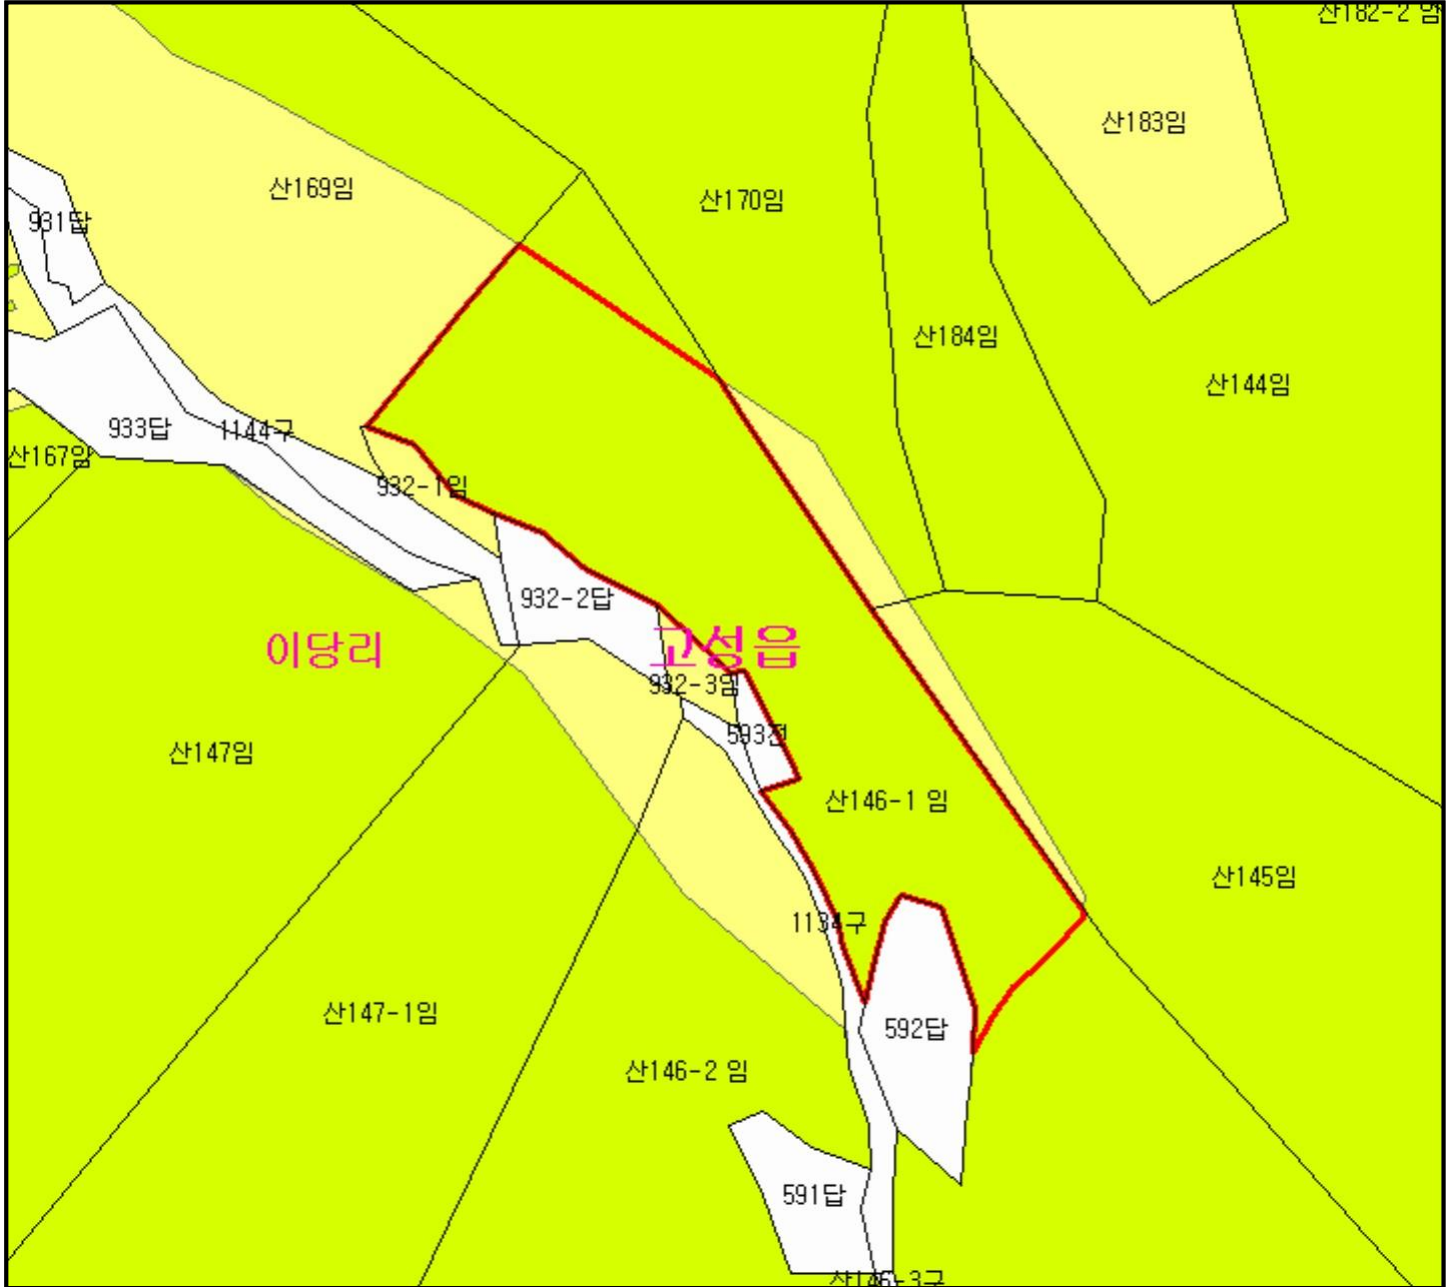 산182-2 임
산183임
산169임
산170임
931답
산184임
산144임
933답
1144구
산167임
932-1임
932-2답
이당리
고성읍
932-3임
593전
산147임
산146-1 임
산145임
1134구
산147-1임
592답
산146-2 임
591답
산146-3구